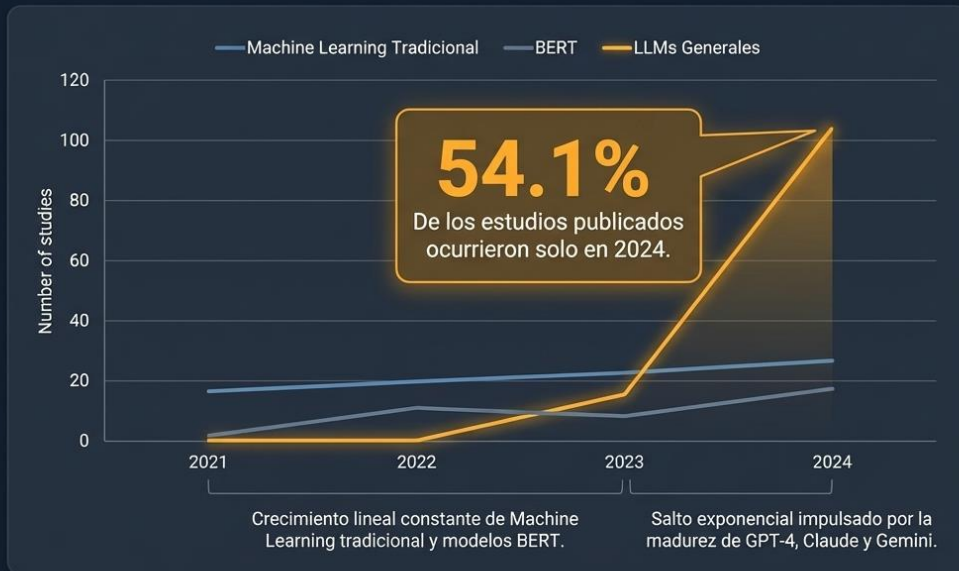 Machine Learning Tradicional
BERT
LLMs Generales
120
100
80
60
40
20
0
Number of studies
54.1%
De los estudios publicados
ocurrieron solo en 2024.
2021
2022
2023
2024
Crecimiento lineal constante de Machine
Learning tradicional y modelos BERT.
Salto exponencial impulsado por la
madurez de GPT-4, Claude y Gemini.